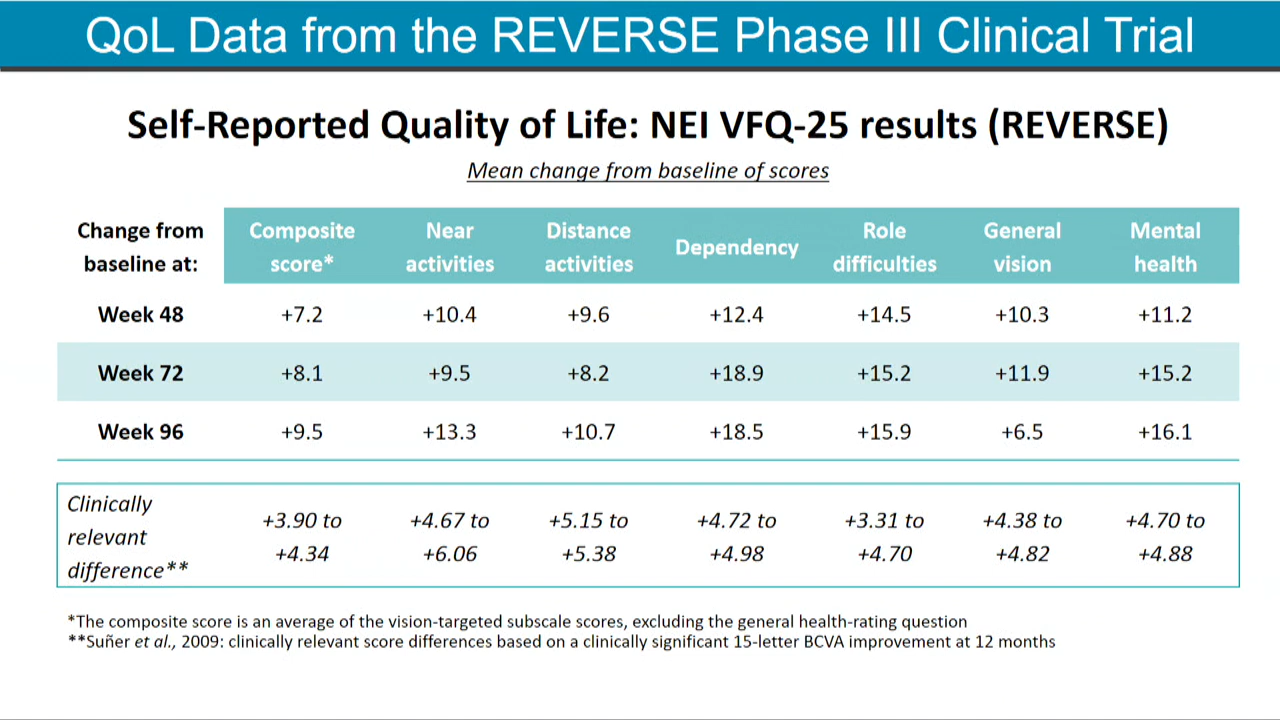 QoL Data from the REVERSE Phase III Clinical Trial
Self-Reported Quality of Life: NEI VFQ-25 results (REVERSE)
Mean change from baseline of scores
Change from baseline at: Composite score* Near activities Distance activities Dependency Role difficulties General vision Mental health
Week 48 +7.2 +10.4 +9.6 +12.4 +14.5 +10.3 +11.2
Week 72 +8.1 +9.5 +8.2 +18.9 +15.2 +11.9 +15.2
Week 96 +9.5 +13.3 +10.7 +18.5 +15.9 +6.5 +16.1
Clinically relevant difference** +3.90 to +4.34 +4.67 to +6.06 +5.15 to +5.38 +4.72 to +4.98 +3.31 to +4.70 +4.38 to +4.82 +4.70 to +4.88
*The composite score is an average of the vision-targeted subscale scores, excluding the general health-rating question
**Suñer et al., 2009: clinically relevant score differences based on a clinically significant 15-letter BCVA improvement at 12 months